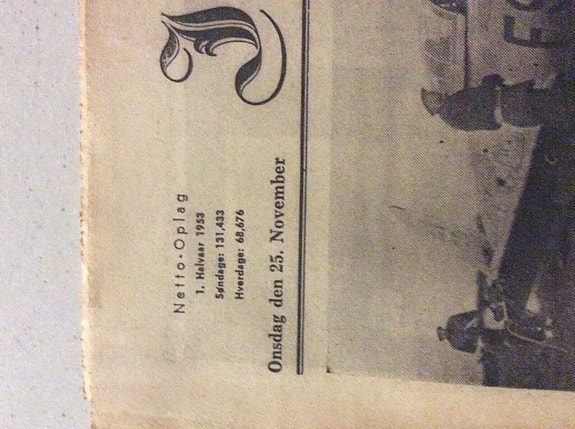 Netto-Oplag
1. Halvaar 1953
Søndage: 131,433
Hverdage: 68,676
J
Onsdag den 25. November